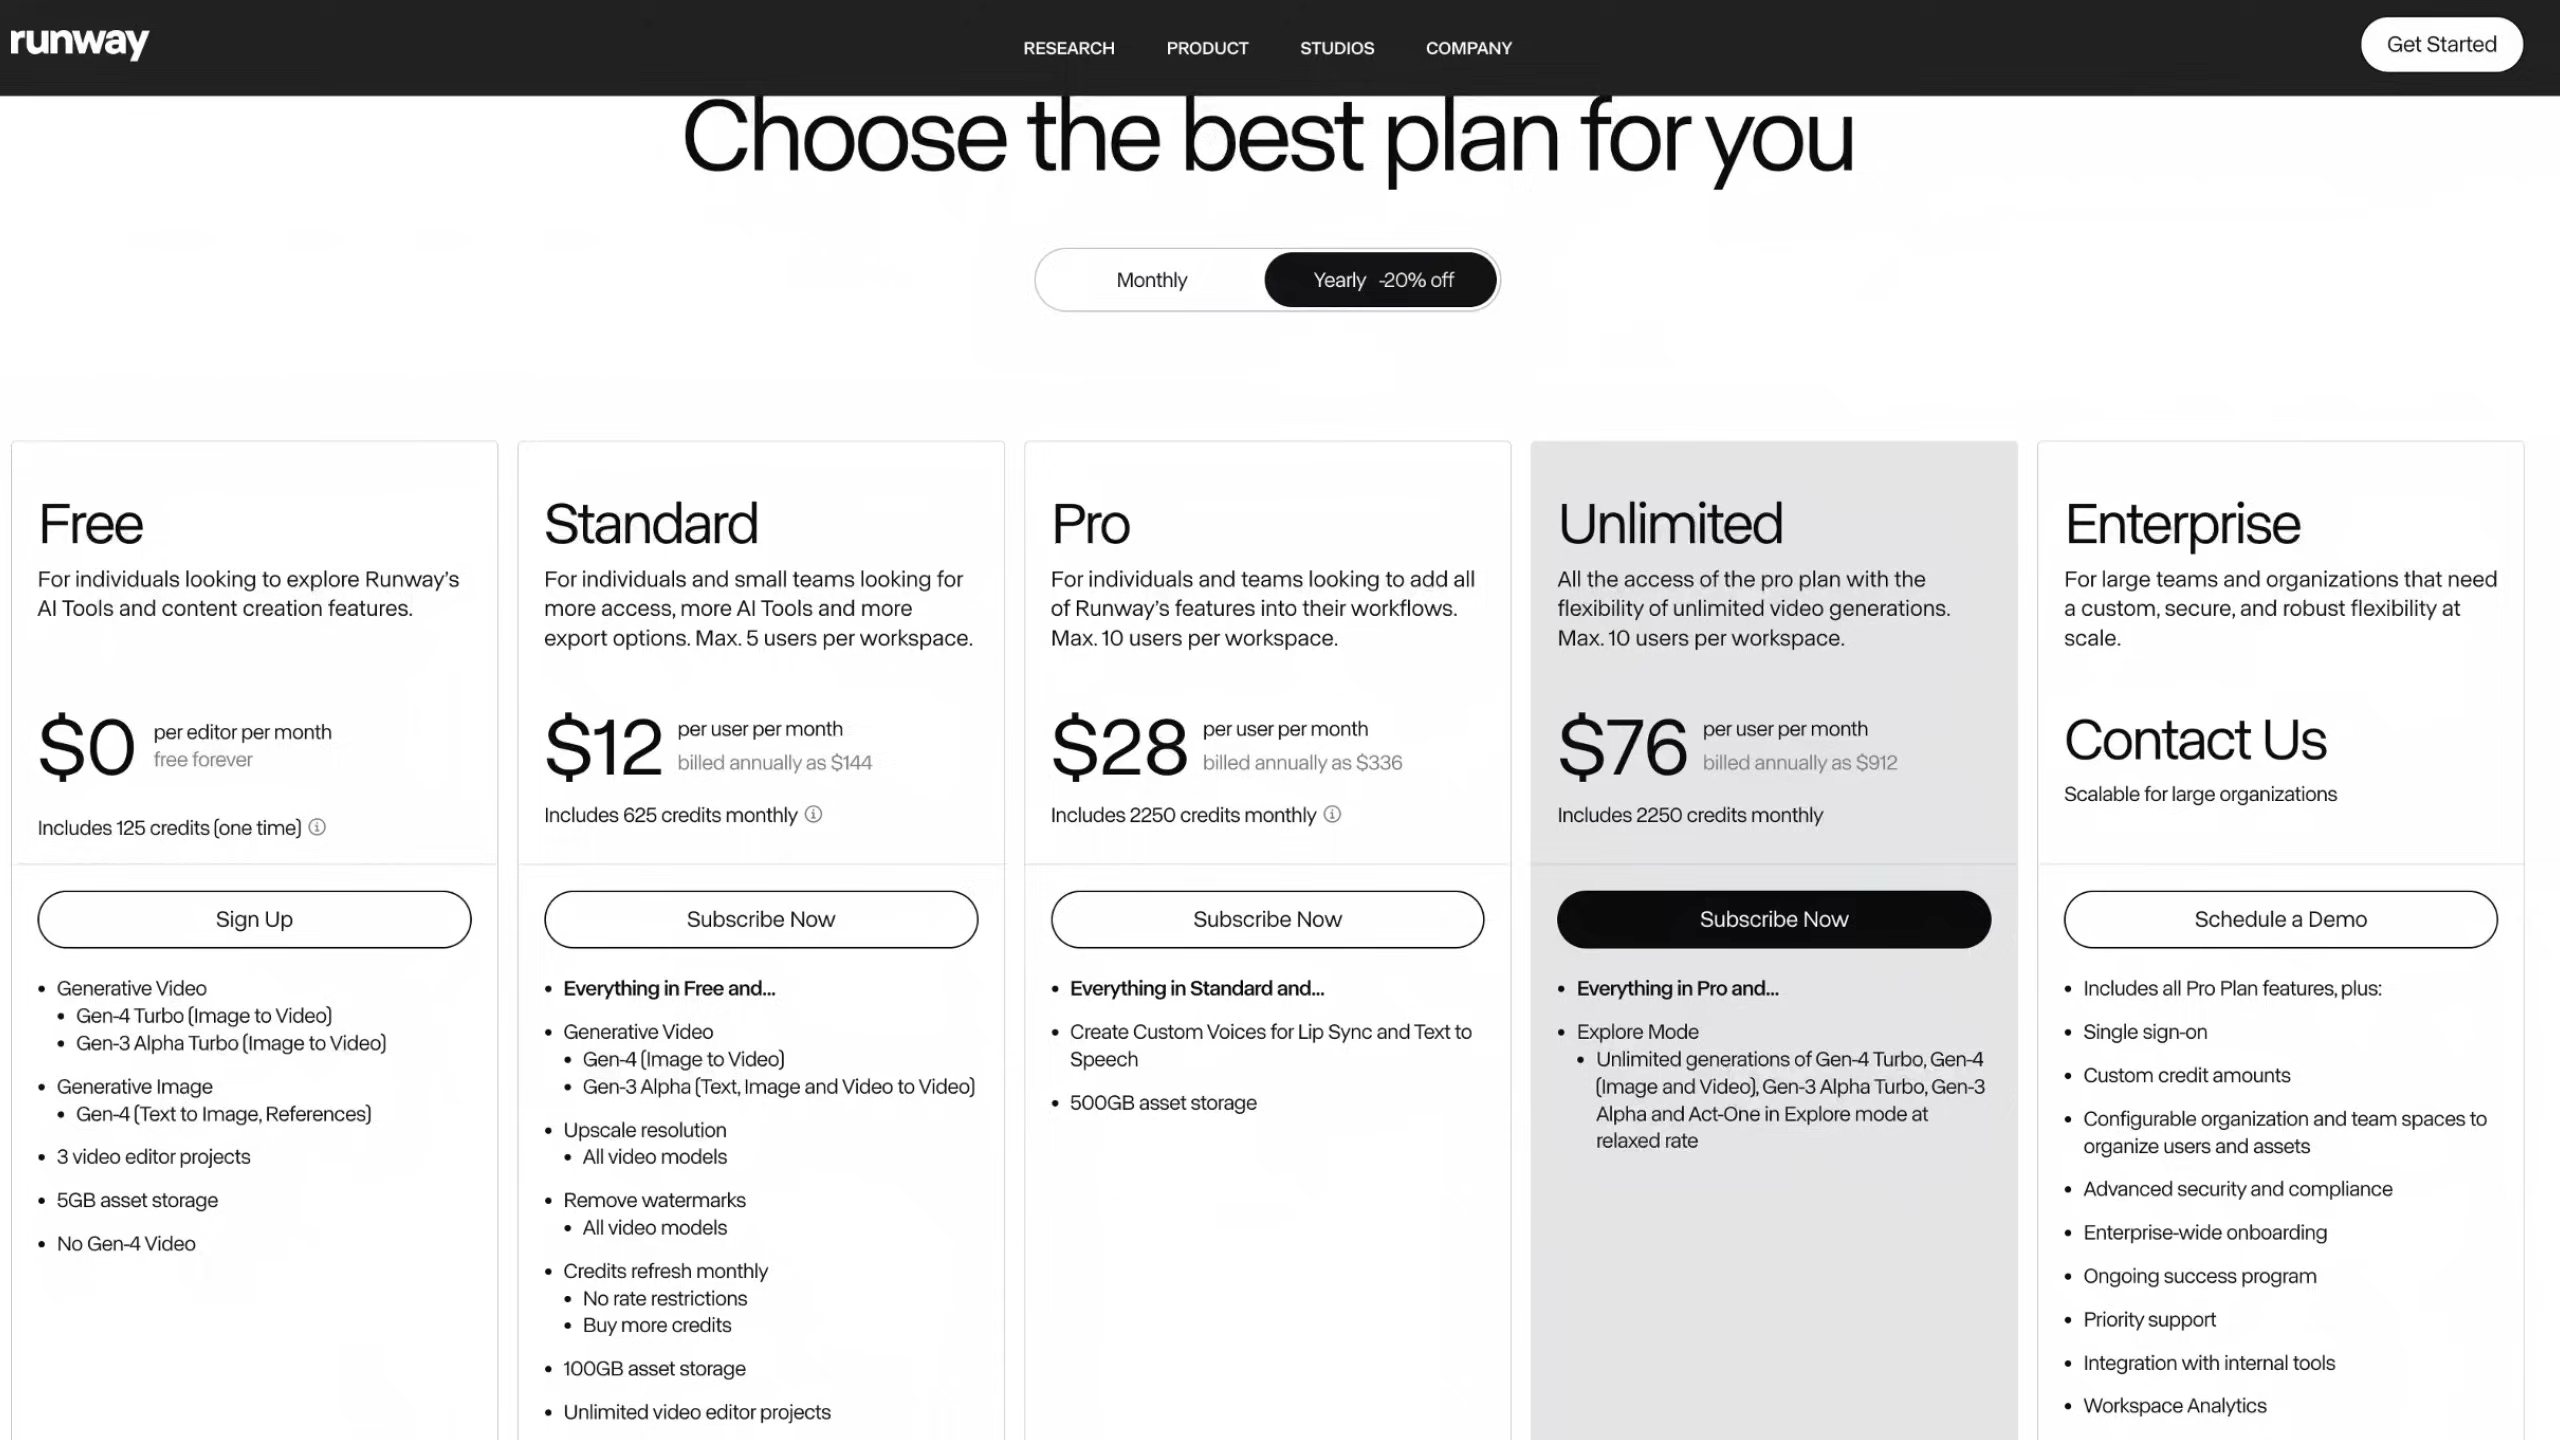 runway
RESEARCH PRODUCT STUDIOS COMPANY
Get Started
Choose the best plan for you
Monthly
Yearly -20% off
Free
For individuals looking to explore Runway's
AI Tools and content creation features.
$0
per editor per month
free forever
Includes 125 credits (one time)
Sign Up
• Generative Video
• Gen-4 Turbo (Image to Video)
• Gen-3 Alpha Turbo (Image to Video)
• Generative Image
• Gen-4 (Text to Image, References)
• 3 video editor projects
• 5GB asset storage
• No Gen-4 Video
Standard
For individuals and small teams looking for
more access, more AI Tools and more
export options. Max. 5 users per workspace.
$12
per user per month
billed annually as $144
Includes 625 credits monthly
Subscribe Now
• Everything in Free and...
• Generative Video
• Gen-4 (Image to Video)
• Gen-3 Alpha (Text, Image and Video to Video)
• Upscale resolution
• All video models
• Remove watermarks
• All video models
• Credits refresh monthly
• No rate restrictions
• Buy more credits
• 100GB asset storage
• Unlimited video editor projects
Pro
For individuals and teams looking to add all
of Runway's features into their workflows.
Max. 10 users per workspace.
$28
per user per month
billed annually as $336
Includes 2250 credits monthly
Subscribe Now
• Everything in Standard and...
• Create Custom Voices for Lip Sync and Text to
Speech
• 500GB asset storage
Unlimited
All the access of the pro plan with the
flexibility of unlimited video generations.
Max. 10 users per workspace.
$76
per user per month
billed annually as $912
Includes 2250 credits monthly
Subscribe Now
• Everything in Pro and...
• Explore Mode
• Unlimited generations of Gen-4 Turbo, Gen-4
(Image and Video), Gen-3 Alpha Turbo, Gen-3
Alpha and Act-One in Explore mode at
relaxed rate
Enterprise
For large teams and organizations that need
a custom, secure, and robust flexibility at
scale.
Contact Us
Scalable for large organizations
Schedule a Demo
• Includes all Pro Plan features, plus:
• Single sign-on
• Custom credit amounts
• Configurable organization and team spaces to
organize users and assets
• Advanced security and compliance
• Enterprise-wide onboarding
• Ongoing success program
• Priority support
• Integration with internal tools
• Workspace Analytics